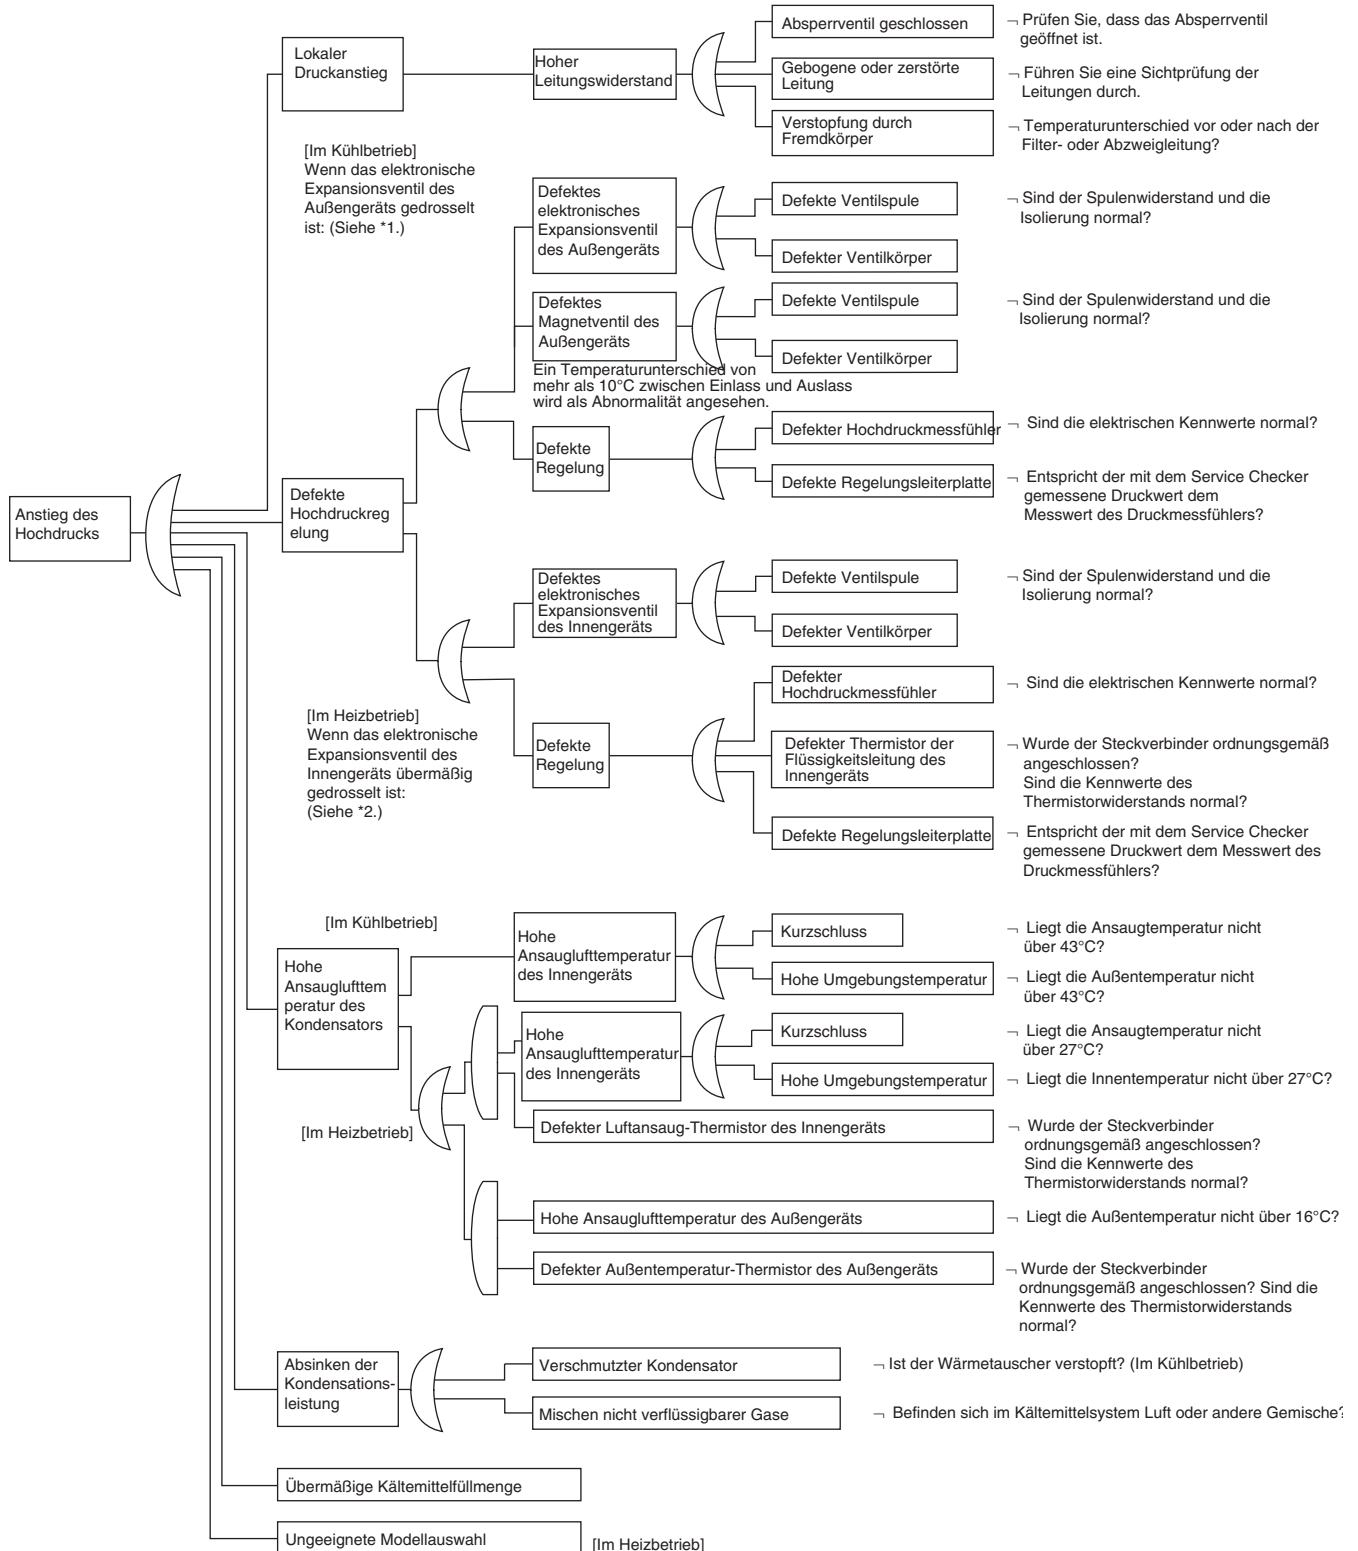 Absperrventil geschlossen
¬ Prüfen Sie, dass das Absperrventil
geöffnet ist.
Lokaler
Druckanstieg
Hoher
Leitungswiderstand
Gebogene oder zerstörte
Leitung
¬ Führen Sie eine Sichtprüfung der
Leitungen durch.
Verstopfung durch
Fremdkörper
¬ Temperaturunterschied vor oder nach der
Filter- oder Abzweigleitung?
[Im Kühlbetrieb]
Wenn das elektronische
Expansionsventil des
Außengeräts gedrosselt
ist: (Siehe *1.)
Defektes
elektronisches
Expansionsventil
des Außengeräts
Defekte Ventilspule
¬ Sind der Spulenwiderstand und die
Isolierung normal?
Defekter Ventilkörper
Defektes
Magnetventil des
Außengeräts
Defekte Ventilspule
¬ Sind der Spulenwiderstand und die
Isolierung normal?
Defekter Ventilkörper
Ein Temperaturunterschied von
mehr als 10°C zwischen Einlass und Auslass
wird als Abnormalität angesehen.
Defekte
Regelung
Defekter Hochdruckmessfühler
¬ Sind die elektrischen Kennwerte normal?
Defekte Regelungsleiterplatte
¬ Entspricht der mit dem Service Checker
gemessene Druckwert dem
Messwert des Druckmessfühlers?
Anstieg des
Hochdrucks
Defekte
Hochdruckreg
elung
Defektes
elektronisches
Expansionsventil
des Innengeräts
Defekte Ventilspule
¬ Sind der Spulenwiderstand und die
Isolierung normal?
Defekter Ventilkörper
[Im Heizbetrieb]
Wenn das elektronische
Expansionsventil des
Innengeräts übermäßig
gedrosselt ist:
(Siehe *2.)
Defekte
Regelung
Defekter
Hochdruckmessfühler
¬ Sind die elektrischen Kennwerte normal?
Defekter Thermistor der
Flüssigkeitsleitung des
Innengeräts
¬ Wurde der Steckverbinder ordnungsgemäß
angeschlossen?
Sind die Kennwerte des
Thermistorwiderstands normal?
Defekte Regelungsleiterplatte
¬ Entspricht der mit dem Service Checker
gemessene Druckwert dem Messwert des
Druckmessfühlers?
[Im Kühlbetrieb]
Hohe
Ansauglufttem
peratur des
Kondensators
Hohe
Ansauglufttemperatur
des Innengeräts
Kurzschluss
¬ Liegt die Ansaugtemperatur nicht
über 43°C?
Hohe Umgebungstemperatur
¬ Liegt die Außentemperatur nicht
über 43°C?
[Im Heizbetrieb]
Hohe
Ansauglufttemperatur
des Innengeräts
Kurzschluss
¬ Liegt die Ansaugtemperatur nicht
über 27°C?
Hohe Umgebungstemperatur
¬ Liegt die Innentemperatur nicht über 27°C?
Defekter Luftansaug-Thermistor des Innengeräts
¬ Wurde der Steckverbinder
ordnungsgemäß angeschlossen?
Sind die Kennwerte des
Thermistorwiderstands normal?
Hohe Ansauglufttemperatur des Außengeräts
¬ Liegt die Außentemperatur nicht über 16°C?
Defekter Außentemperatur-Thermistor des Außengeräts
¬ Wurde der Steckverbinder
ordnungsgemäß angeschlossen? Sind die
Kennwerte des Thermistorwiderstands
normal?
Absinken der
Kondensations-
leistung
Verschmutzter Kondensator
¬ Ist der Wärmetauscher verstopft? (Im Kühlbetrieb)
Mischen nicht verflüssigbarer Gase
¬ Befinden sich im Kältemittelsystem Luft oder andere Gemische?
Übermäßige Kältemittelfüllmenge
Ungeeignete Modellauswahl
[Im Heizbetrieb]